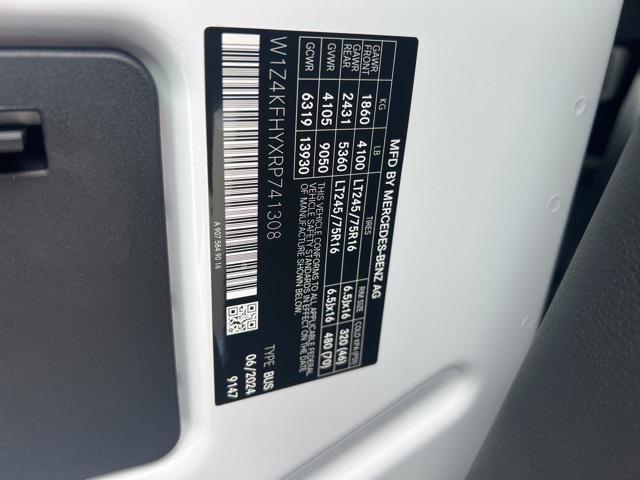 MFD BY MERCEDES-BENZ AG
KG LB TIRES RIM SIZE COLD KPA (PSI)
GAWR FRONT 1860 4100 LT245/75R16 6.5Jx16 320 (46)
GAWR REAR 2431 5360 LT245/75R16 6.5Jx16 480 (70)
GVWR 4105 9050
GCWR 6319 13930
THIS VEHICLE CONFORMS TO ALL APPLICABLE FEDERAL
MOTOR VEHICLE SAFETY STANDARDS IN EFFECT ON THE
DATE OF MANUFACTURE SHOWN ABOVE.
W1Z4KFHYXRP741308
TYPE BUS
06/2024
9147
A 907 584 90 16